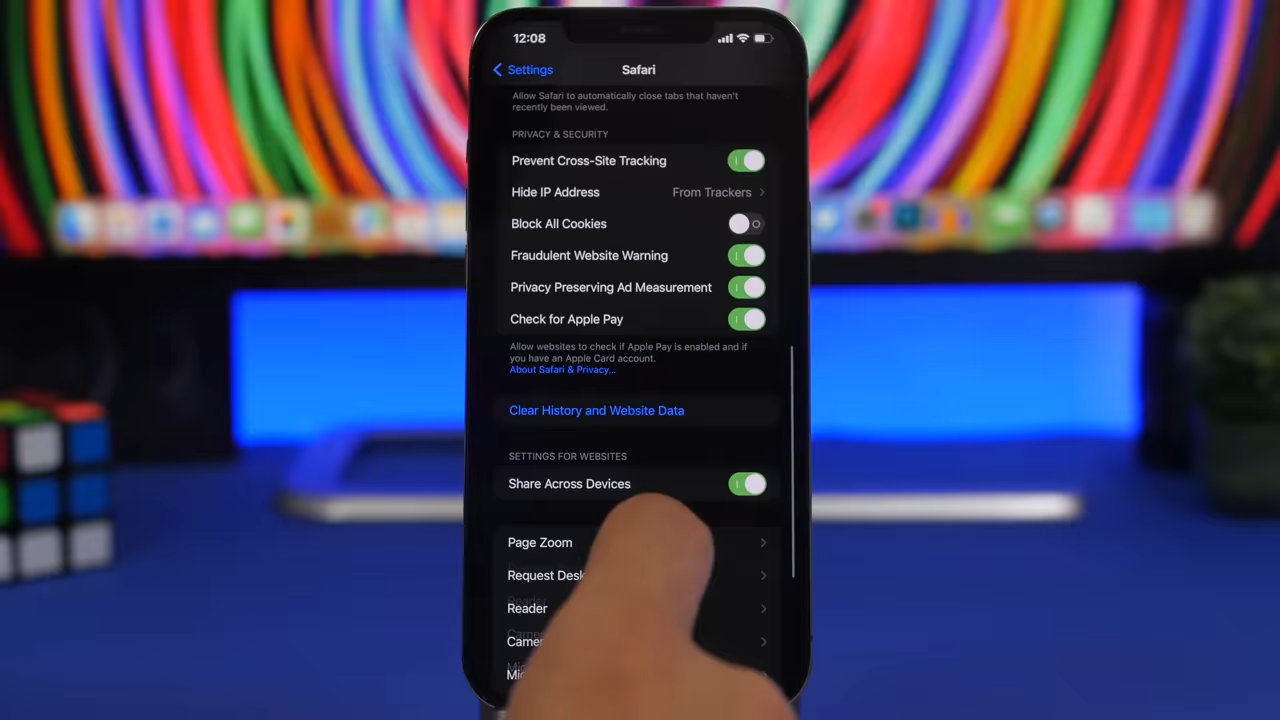 12:08
Settings
Safari
Allow Safari to automatically close tabs that haven't
recently been viewed.
PRIVACY & SECURITY
Prevent Cross-Site Tracking
Hide IP Address From Trackers
Block All Cookies
Fraudulent Website Warning
Privacy Preserving Ad Measurement
Check for Apple Pay
Allow websites to check if Apple Pay is enabled and if
you have an Apple Card account.
About Safari & Privacy...
Clear History and Website Data
SETTINGS FOR WEBSITES
Share Across Devices
Page Zoom
Request
Reader